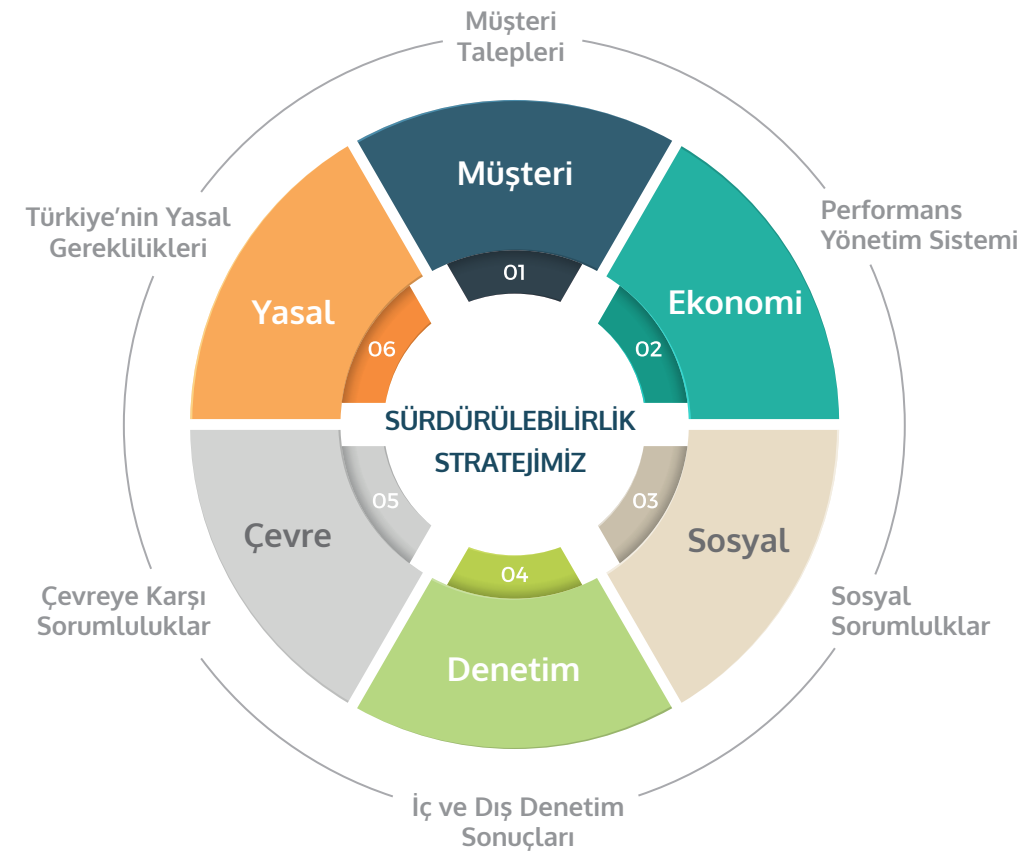 Müşteri
Talepleri
Müşteri
01
Performans
Yönetim Sistemi
Ekonomi
02
Sosyal
Sorumlulklar
Sosyal
03
İç ve Dış Denetim
Sonuçları
Denetim
04
Çevreye Karşı
Sorumluluklar
Çevre
05
Türkiye’nin Yasal
Gereklilikleri
Yasal
06
SÜRDÜRÜLEBİLİRLİK
STRATEJİMİZ